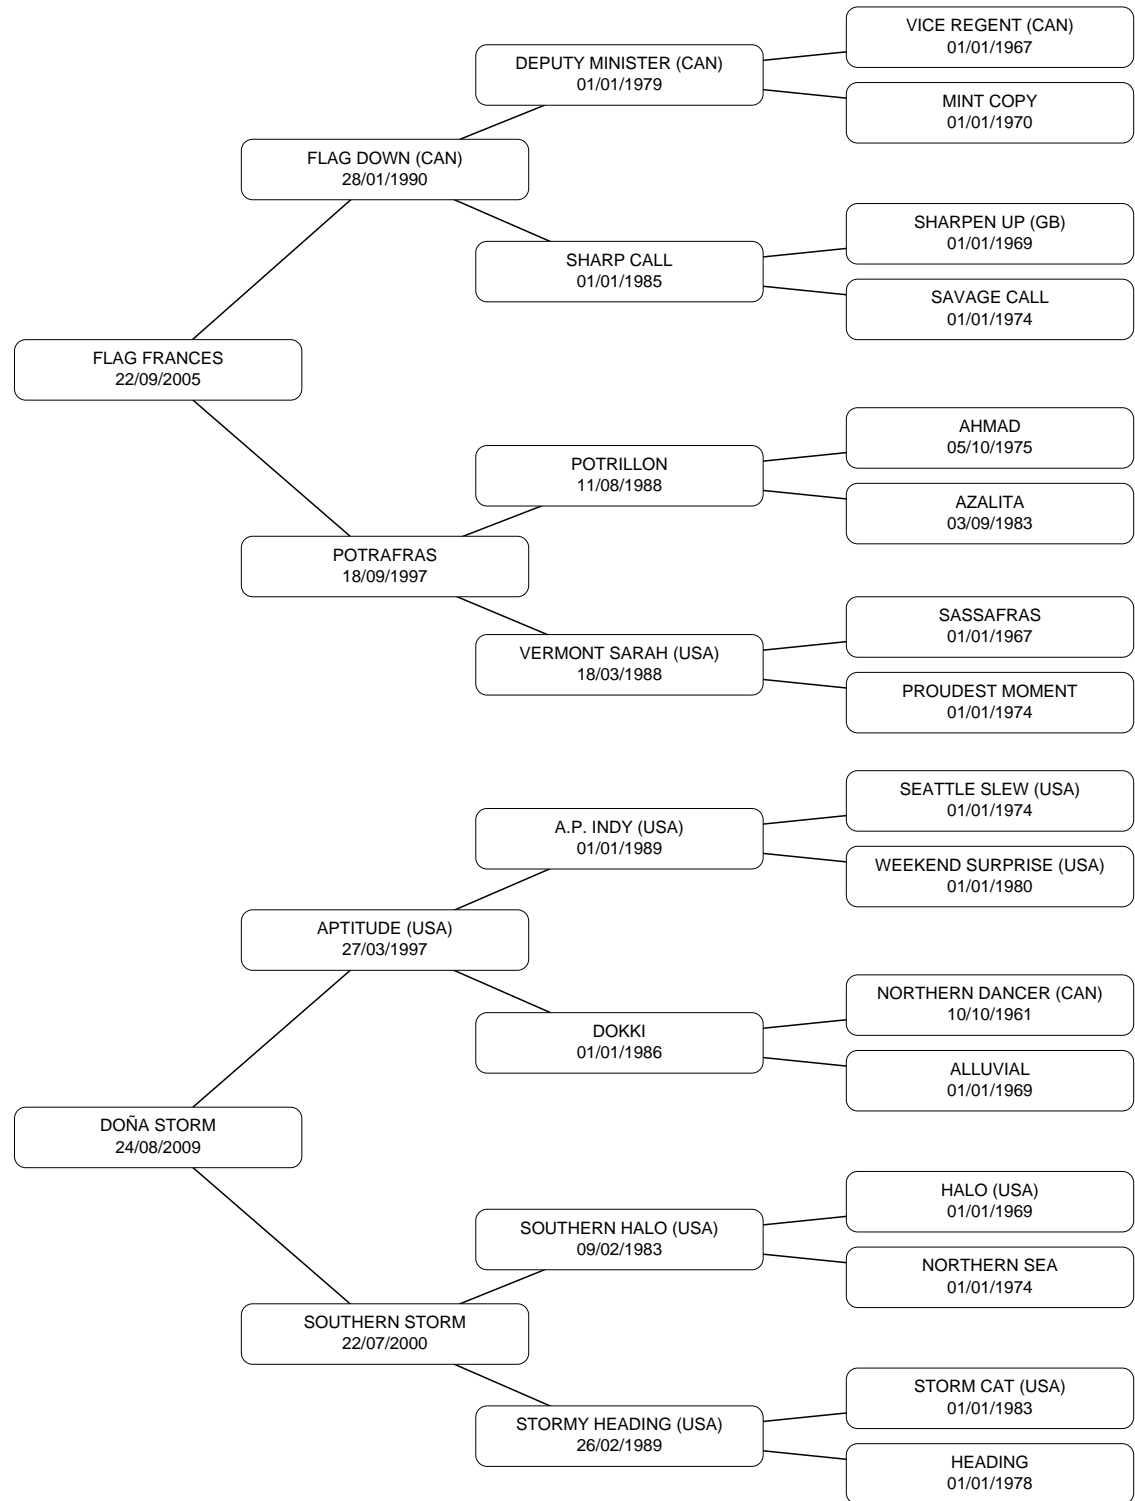 VICE REGENT (CAN)
01/01/1967
DEPUTY MINISTER (CAN)
01/01/1979
MINT COPY
01/01/1970
FLAG DOWN (CAN)
28/01/1990
SHARPEN UP (GB)
01/01/1969
SHARP CALL
01/01/1985
SAVAGE CALL
01/01/1974
FLAG FRANCES
22/09/2005
AHMAD
05/10/1975
POTRILLON
11/08/1988
AZALITA
03/09/1983
POTRAFRAS
18/09/1997
SASSAFRAS
01/01/1967
VERMONT SARAH (USA)
18/03/1988
PROUDEST MOMENT
01/01/1974
SEATTLE SLEW (USA)
01/01/1974
A.P. INDY (USA)
01/01/1989
WEEKEND SURPRISE (USA)
01/01/1980
APTITUDE (USA)
27/03/1997
NORTHERN DANCER (CAN)
10/10/1961
DOKKI
01/01/1986
ALLUVIAL
01/01/1969
DOÑA STORM
24/08/2009
HALO (USA)
01/01/1969
SOUTHERN HALO (USA)
09/02/1983
NORTHERN SEA
01/01/1974
SOUTHERN STORM
22/07/2000
STORM CAT (USA)
01/01/1983
STORMY HEADING (USA)
26/02/1989
HEADING
01/01/1978